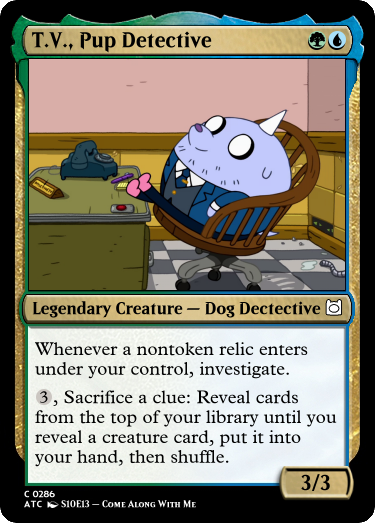 T.V., Pup Detective
Legendary Creature — Dog Dectective
Whenever a nontoken relic enters
under your control, investigate.
3, Sacrifice a clue: Reveal cards
from the top of your library until you
reveal a creature card, put it into
your hand, then shuffle.
3/3
C 0286
ATC S10E13 — Come Along With Me